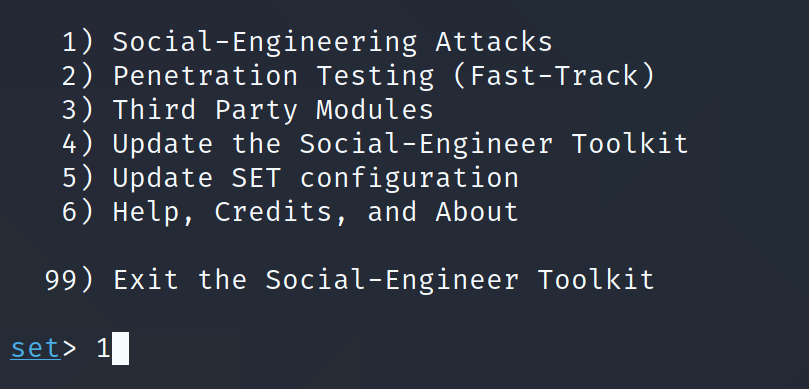 1) Social-Engineering Attacks
2) Penetration Testing (Fast-Track)
3) Third Party Modules
4) Update the Social-Engineer Toolkit
5) Update SET configuration
6) Help, Credits, and About
99) Exit the Social-Engineer Toolkit
set> 1